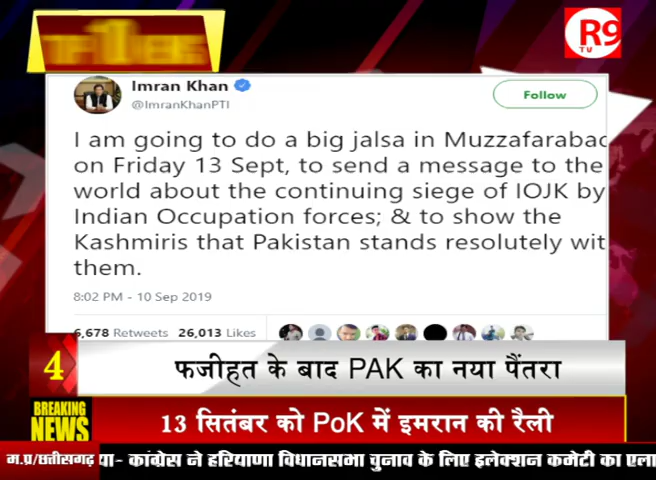 R9
TV
Imran Khan
@ImranKhanPTI
Follow
I am going to do a big jalsa in Muzzafarabad
on Friday 13 Sept, to send a message to the
world about the continuing siege of IOJK by
Indian Occupation forces; & to show the
Kashmiris that Pakistan stands resolutely wit
them.
8:02 PM - 10 Sep 2019
6,678 Retweets 26,013 Likes
4
फजीहत के बाद PAK का नया पैंतरा
BREAKING
NEWS
13 सितंबर को PoK में इमरान की रैली
म.प्र/छत्तीसगढ़ या- कांग्रेस ने हरियाणा विधानसभा चुनाव के लिए इलेक्शन कमेटी का एला